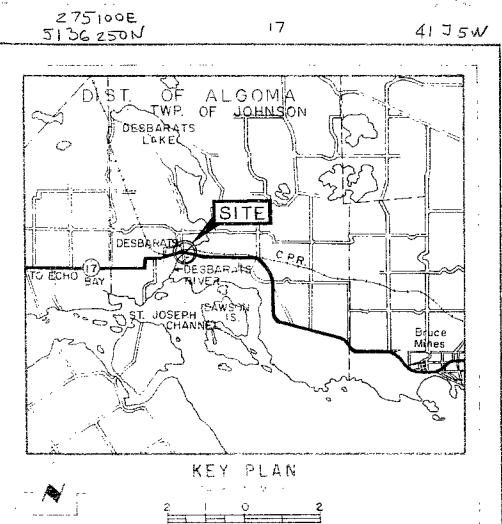 275100E
5136250N
17
41 J 5W
DIST. OF ALGOMA
TWP. OF JOHNSON
DESBARATS
LAKE
SITE
DESBARATS
C.P.R.
TO ECHO
BAY
17
DESBARATS
RIVER
ST. JOSEPH
CHANNEL
SAWSON
IS.
Bruce
Mines
KEY PLAN
N
2 0 2